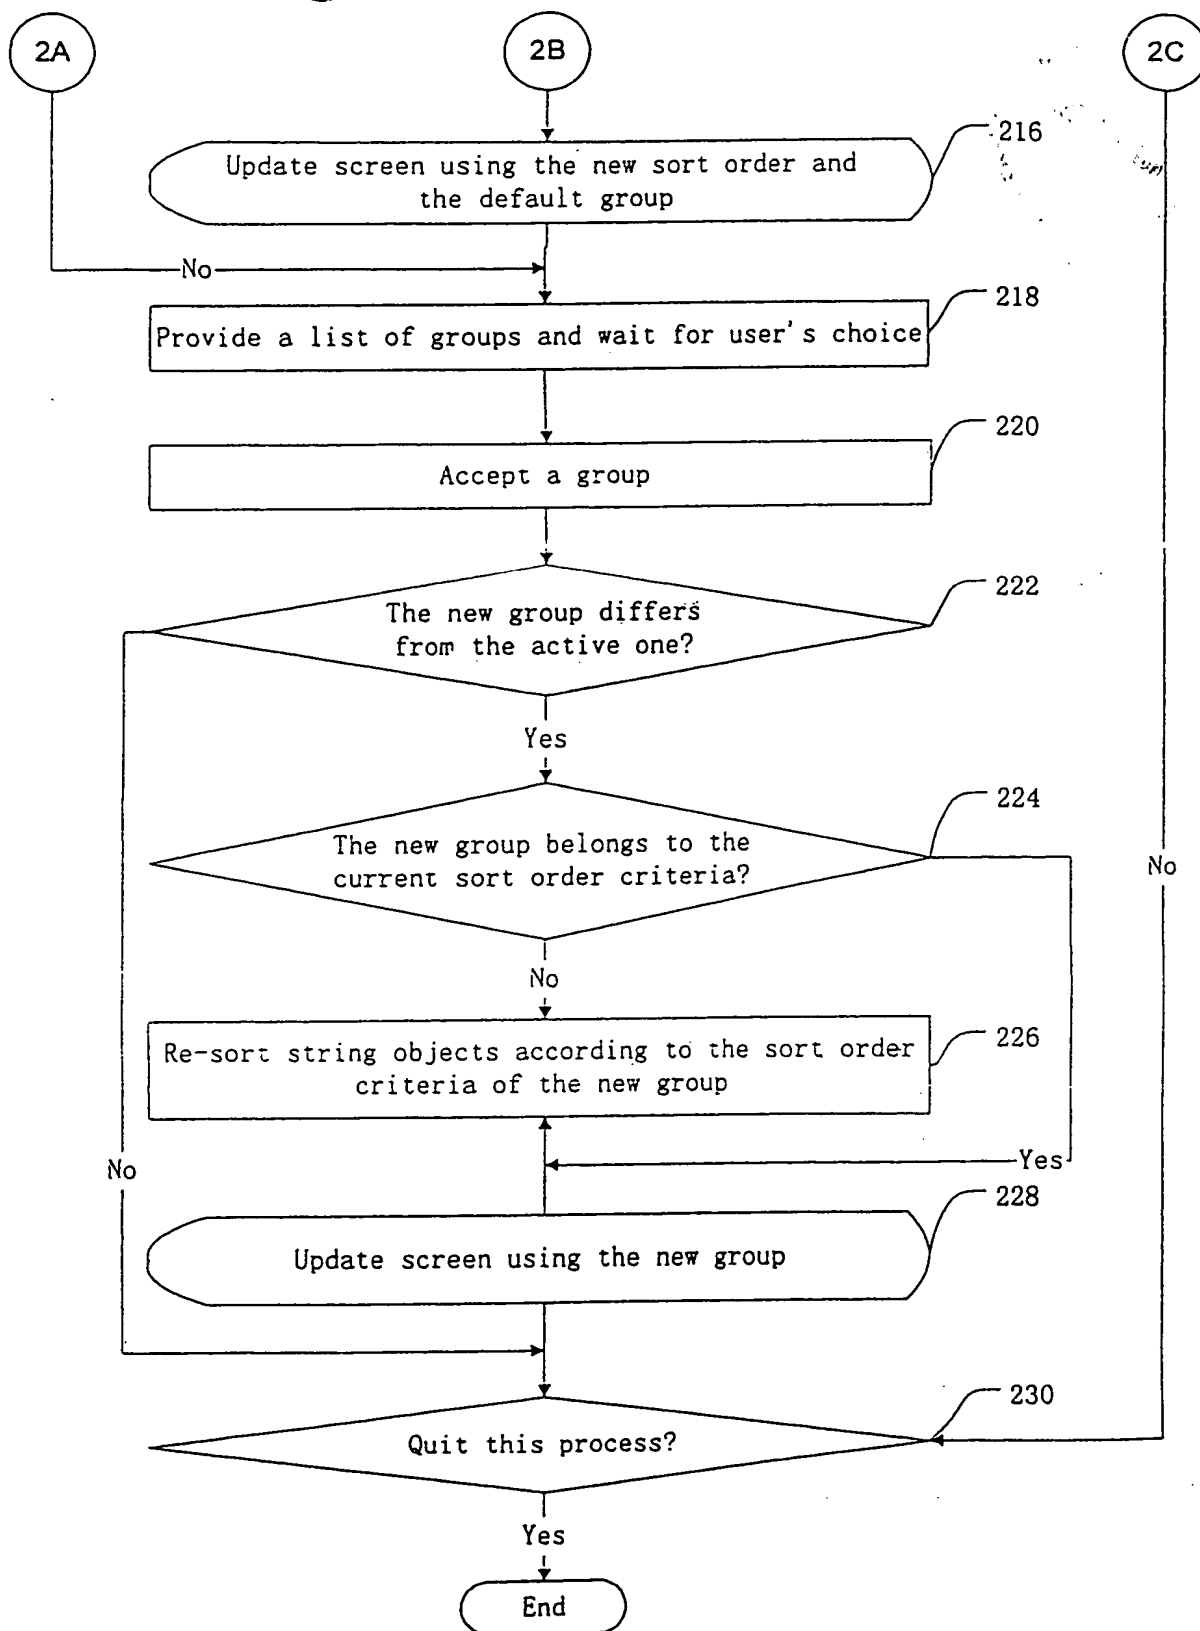 2A
2B
2C
216
Update screen using the new sort order and
the default group
No
218
Provide a list of groups and wait for user's choice
220
Accept a group
222
The new group differs
from the active one?
Yes
224
The new group belongs to the
current sort order criteria?
No
No
226
Re-sort string objects according to the sort order
criteria of the new group
No
Yes
228
Update screen using the new group
230
Quit this process?
Yes
End